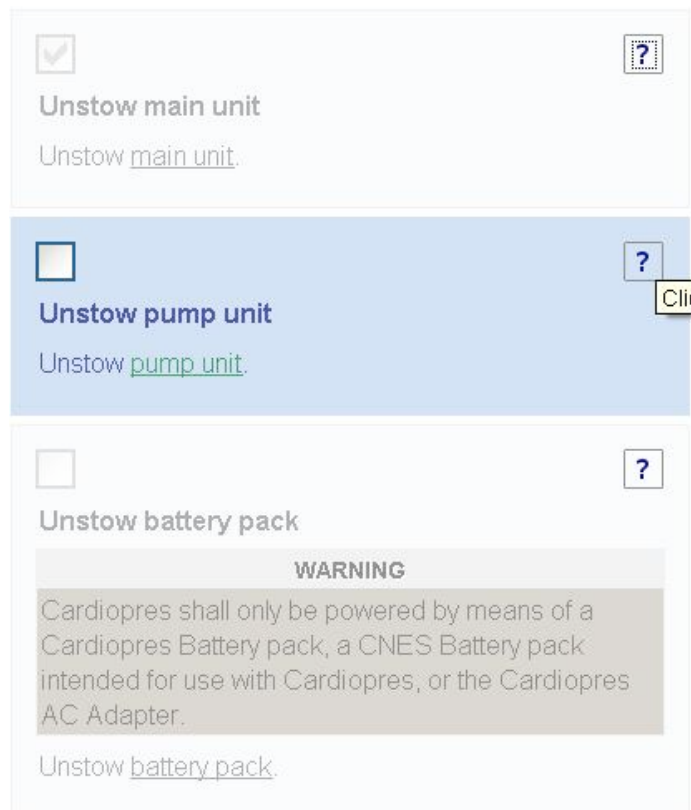 ?
Unstow main unit
Unstow main unit.
?
Cli
Unstow pump unit
Unstow pump unit.
?
Unstow battery pack
WARNING
Cardiopres shall only be powered by means of a
Cardiopres Battery pack, a CNES Battery pack
intended for use with Cardiopres, or the Cardiopres
AC Adapter.
Unstow battery pack.